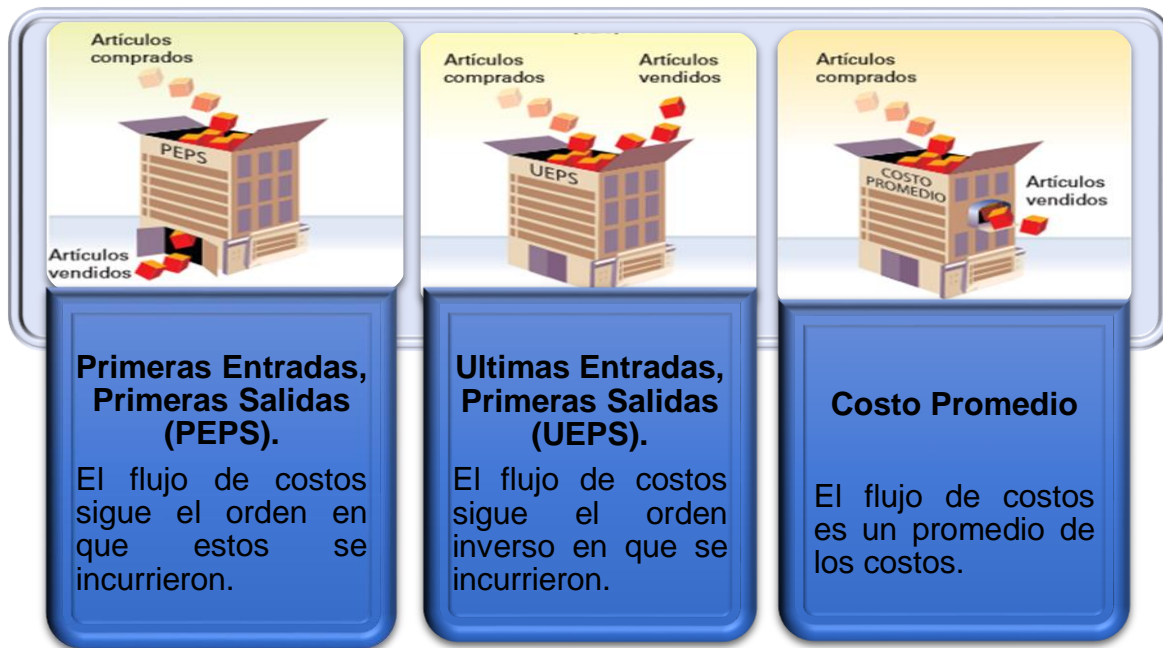 Artículos
comprados
PEPS
Artículos
vendidos
Artículos
comprados
Artículos
vendidos
UEPS
Artículos
comprados
COSTO
PROMEDIO
Artículos
vendidos
Primeras Entradas,
Primeras Salidas
(PEPS).
El flujo de costos
sigue el orden en
que estos se
incurrieron.
Ultimas Entradas,
Primeras Salidas
(UEPS).
El flujo de costos
sigue el orden
inverso en que se
incurrieron.
Costo Promedio
El flujo de costos
es un promedio de
los costos.